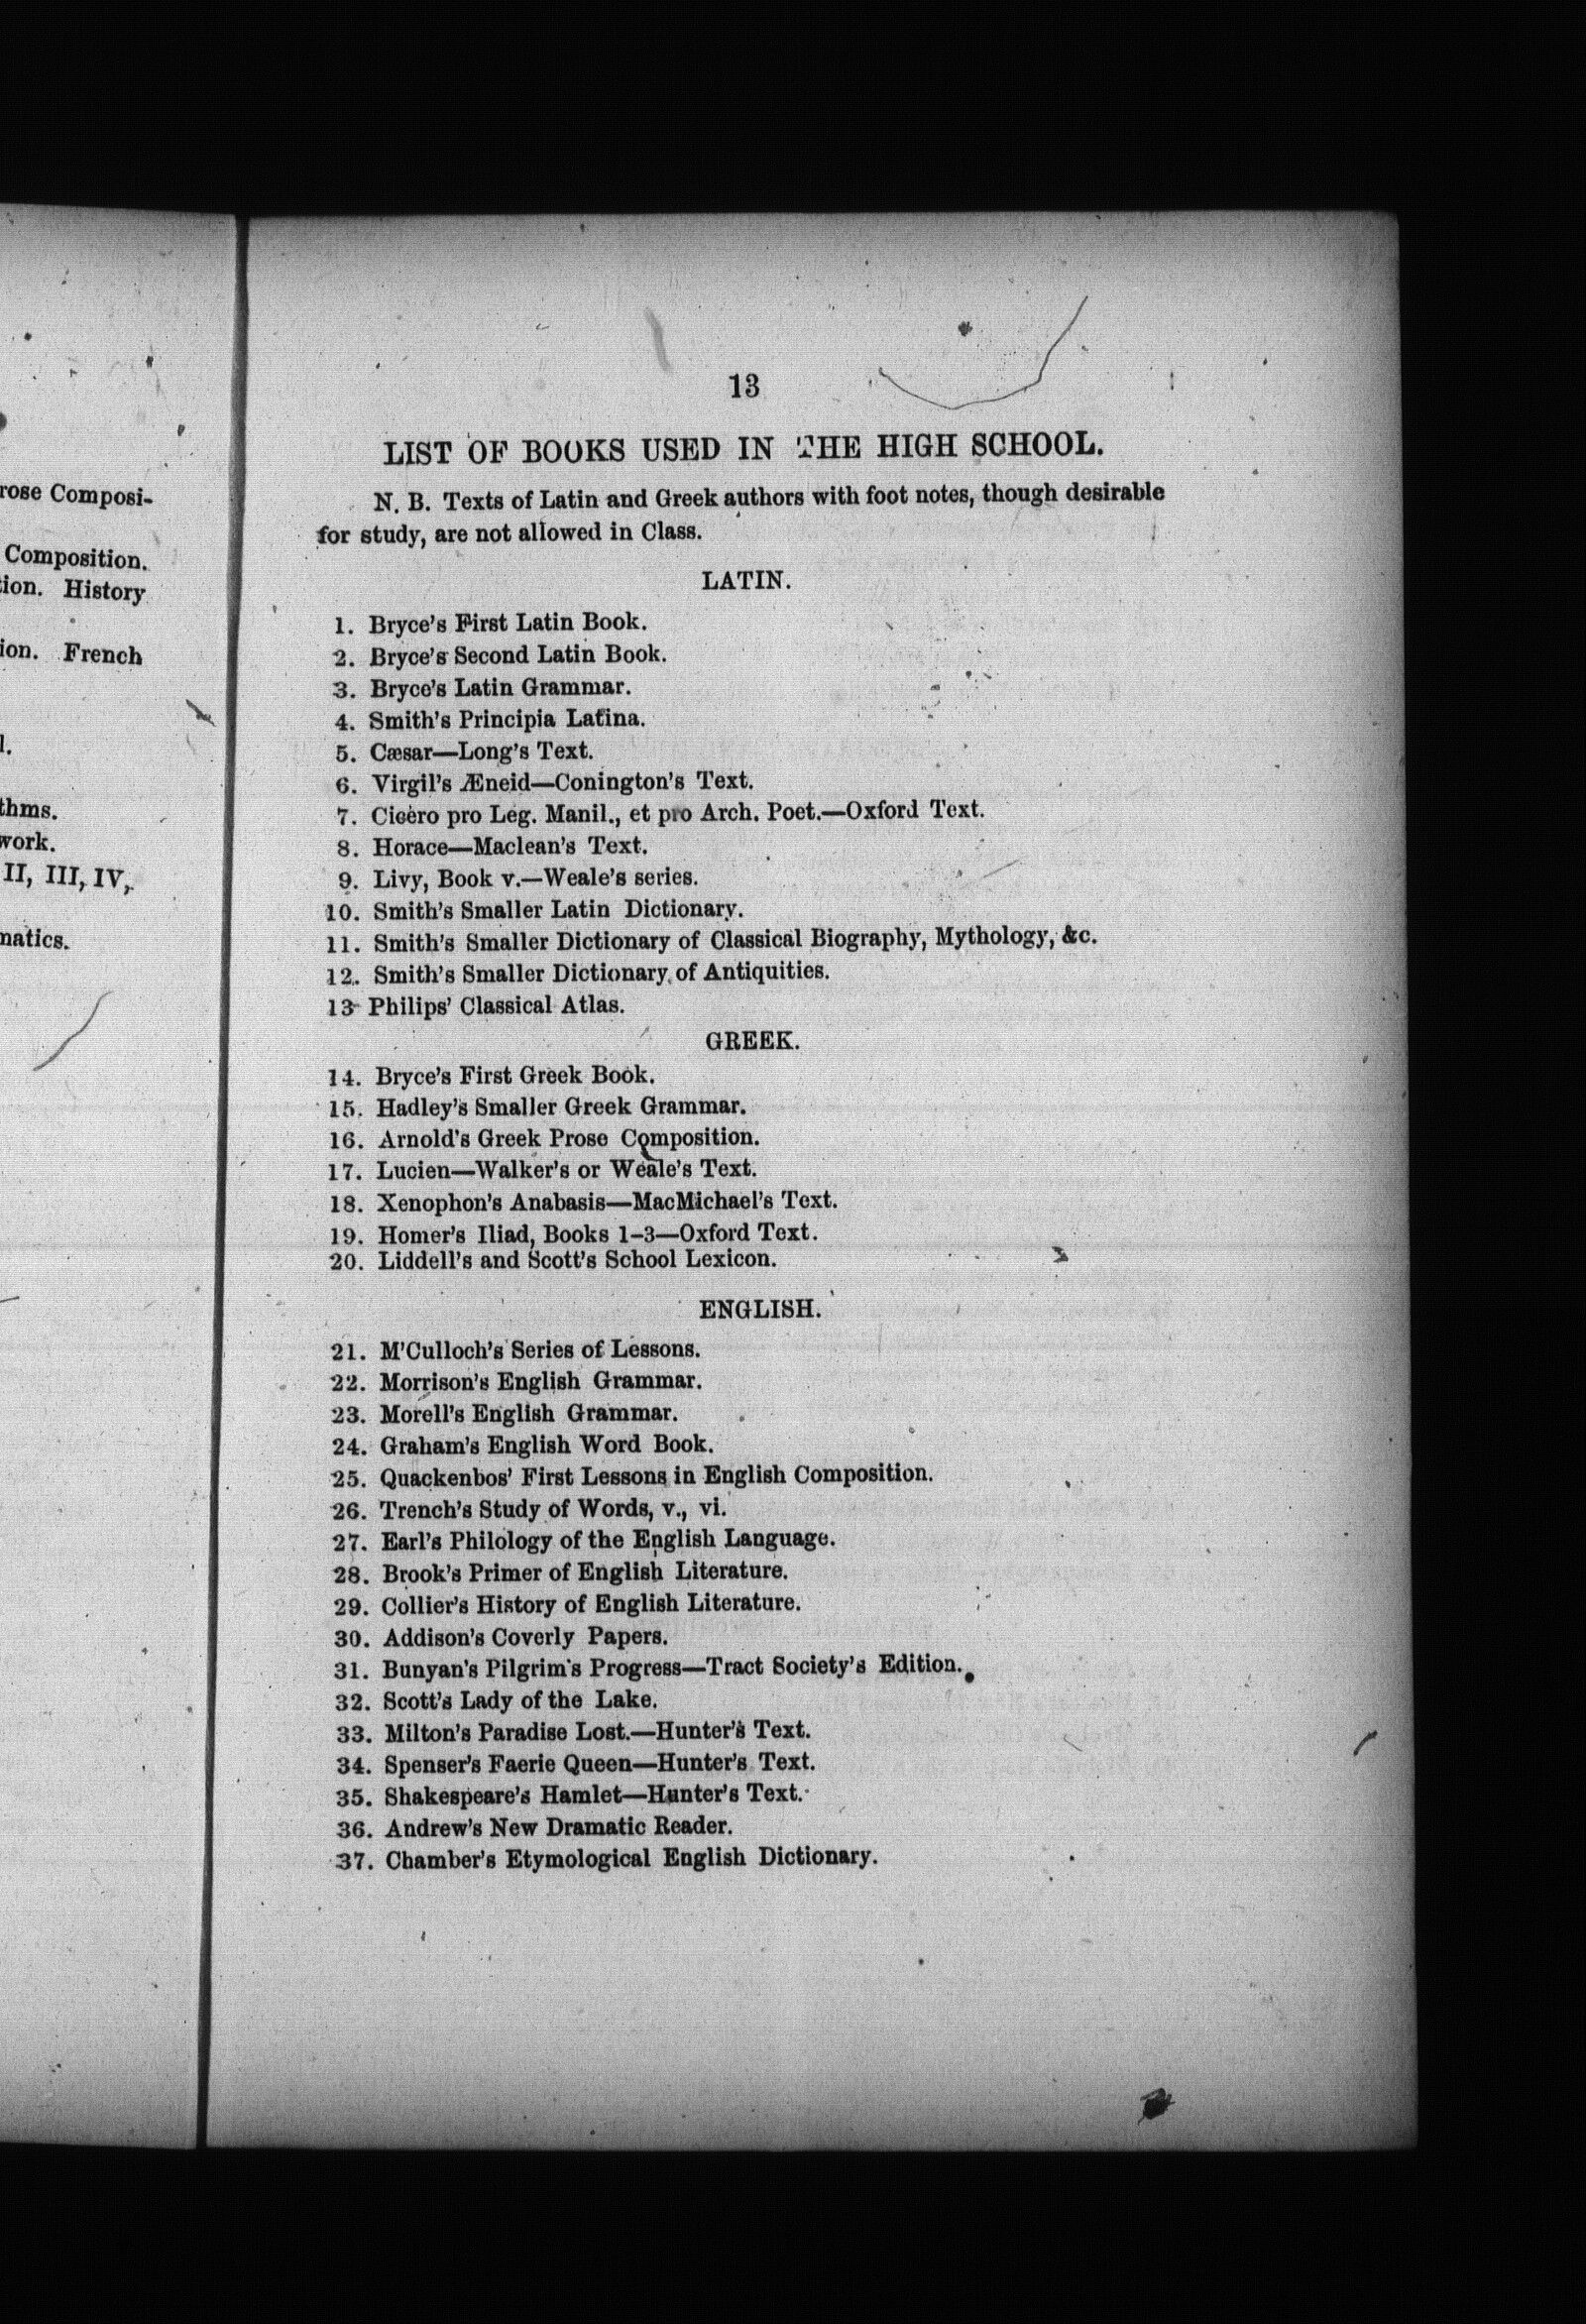 rose Composi-
Composition.
ion. History
ion. French
l.
thms.
work.
II, III, IV,
natics.
13
LIST OF BOOKS USED IN THE HIGH SCHOOL.
N. B. Texts of Latin and Greek authors with foot notes, though desirable
for study, are not allowed in Class.
LATIN.
1. Bryce's First Latin Book.
2. Bryce's Second Latin Book.
3. Bryce's Latin Grammar.
4. Smith's Principia Latina.
5. Cæsar—Long's Text.
6. Virgil's Æneid—Conington's Text.
7. Cicero pro Leg. Manil., et pro Arch. Poet.—Oxford Text.
8. Horace—Maclean's Text.
9. Livy, Book v.—Weale's series.
10. Smith's Smaller Latin Dictionary.
11. Smith's Smaller Dictionary of Classical Biography, Mythology, &c.
12. Smith's Smaller Dictionary of Antiquities.
13 Philips' Classical Atlas.
GREEK.
14. Bryce's First Greek Book.
15. Hadley's Smaller Greek Grammar.
16. Arnold's Greek Prose Composition.
17. Lucien—Walker's or Weale's Text.
18. Xenophon's Anabasis—MacMichael's Text.
19. Homer's Iliad, Books 1-3—Oxford Text.
20. Liddell's and Scott's School Lexicon.
ENGLISH.
21. M'Culloch's Series of Lessons.
22. Morrison's English Grammar.
23. Morell's English Grammar.
24. Graham's English Word Book.
25. Quackenbos' First Lessons in English Composition.
26. Trench's Study of Words, v., vi.
27. Earl's Philology of the English Language.
28. Brook's Primer of English Literature.
29. Collier's History of English Literature.
30. Addison's Coverly Papers.
31. Bunyan's Pilgrim's Progress—Tract Society's Edition.
32. Scott's Lady of the Lake.
33. Milton's Paradise Lost.—Hunter's Text.
34. Spenser's Faerie Queen—Hunter's Text.
35. Shakespeare's Hamlet—Hunter's Text.
36. Andrew's New Dramatic Reader.
37. Chamber's Etymological English Dictionary.